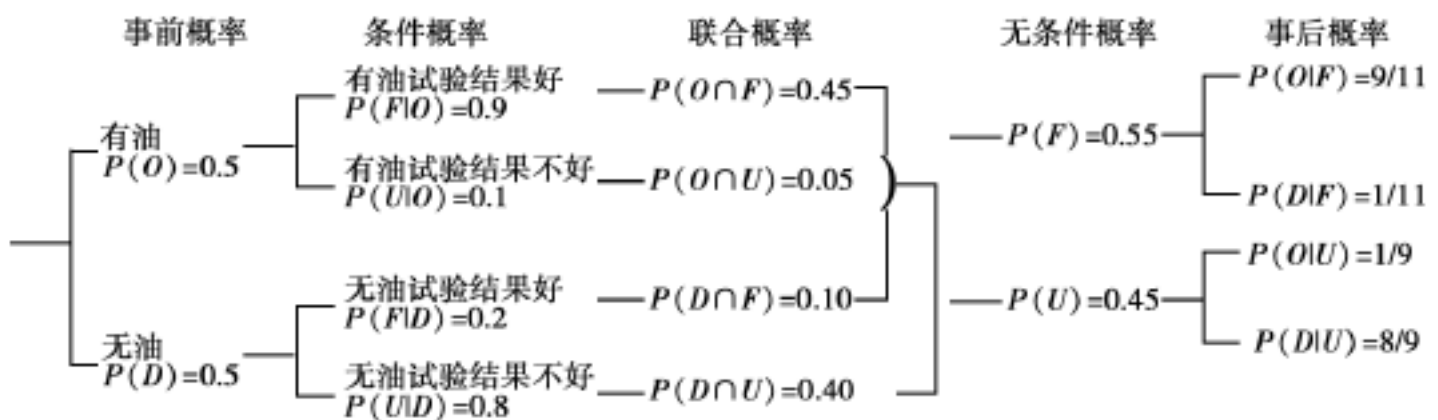 事前概率 条件概率 联合概率 无条件概率 事后概率
有油试验结果好
P(F|O)=0.9
P(O∩F)=0.45
P(O|F)=9/11
有油
P(O)=0.5
P(F)=0.55
有油试验结果不好
P(U|O)=0.1
P(O∩U)=0.05
P(D|F)=1/11
P(O|U)=1/9
无油试验结果好
P(F|D)=0.2
P(D∩F)=0.10
P(U)=0.45
无油
P(D)=0.5
P(D|U)=8/9
无油试验结果不好
P(U|D)=0.8
P(D∩U)=0.40